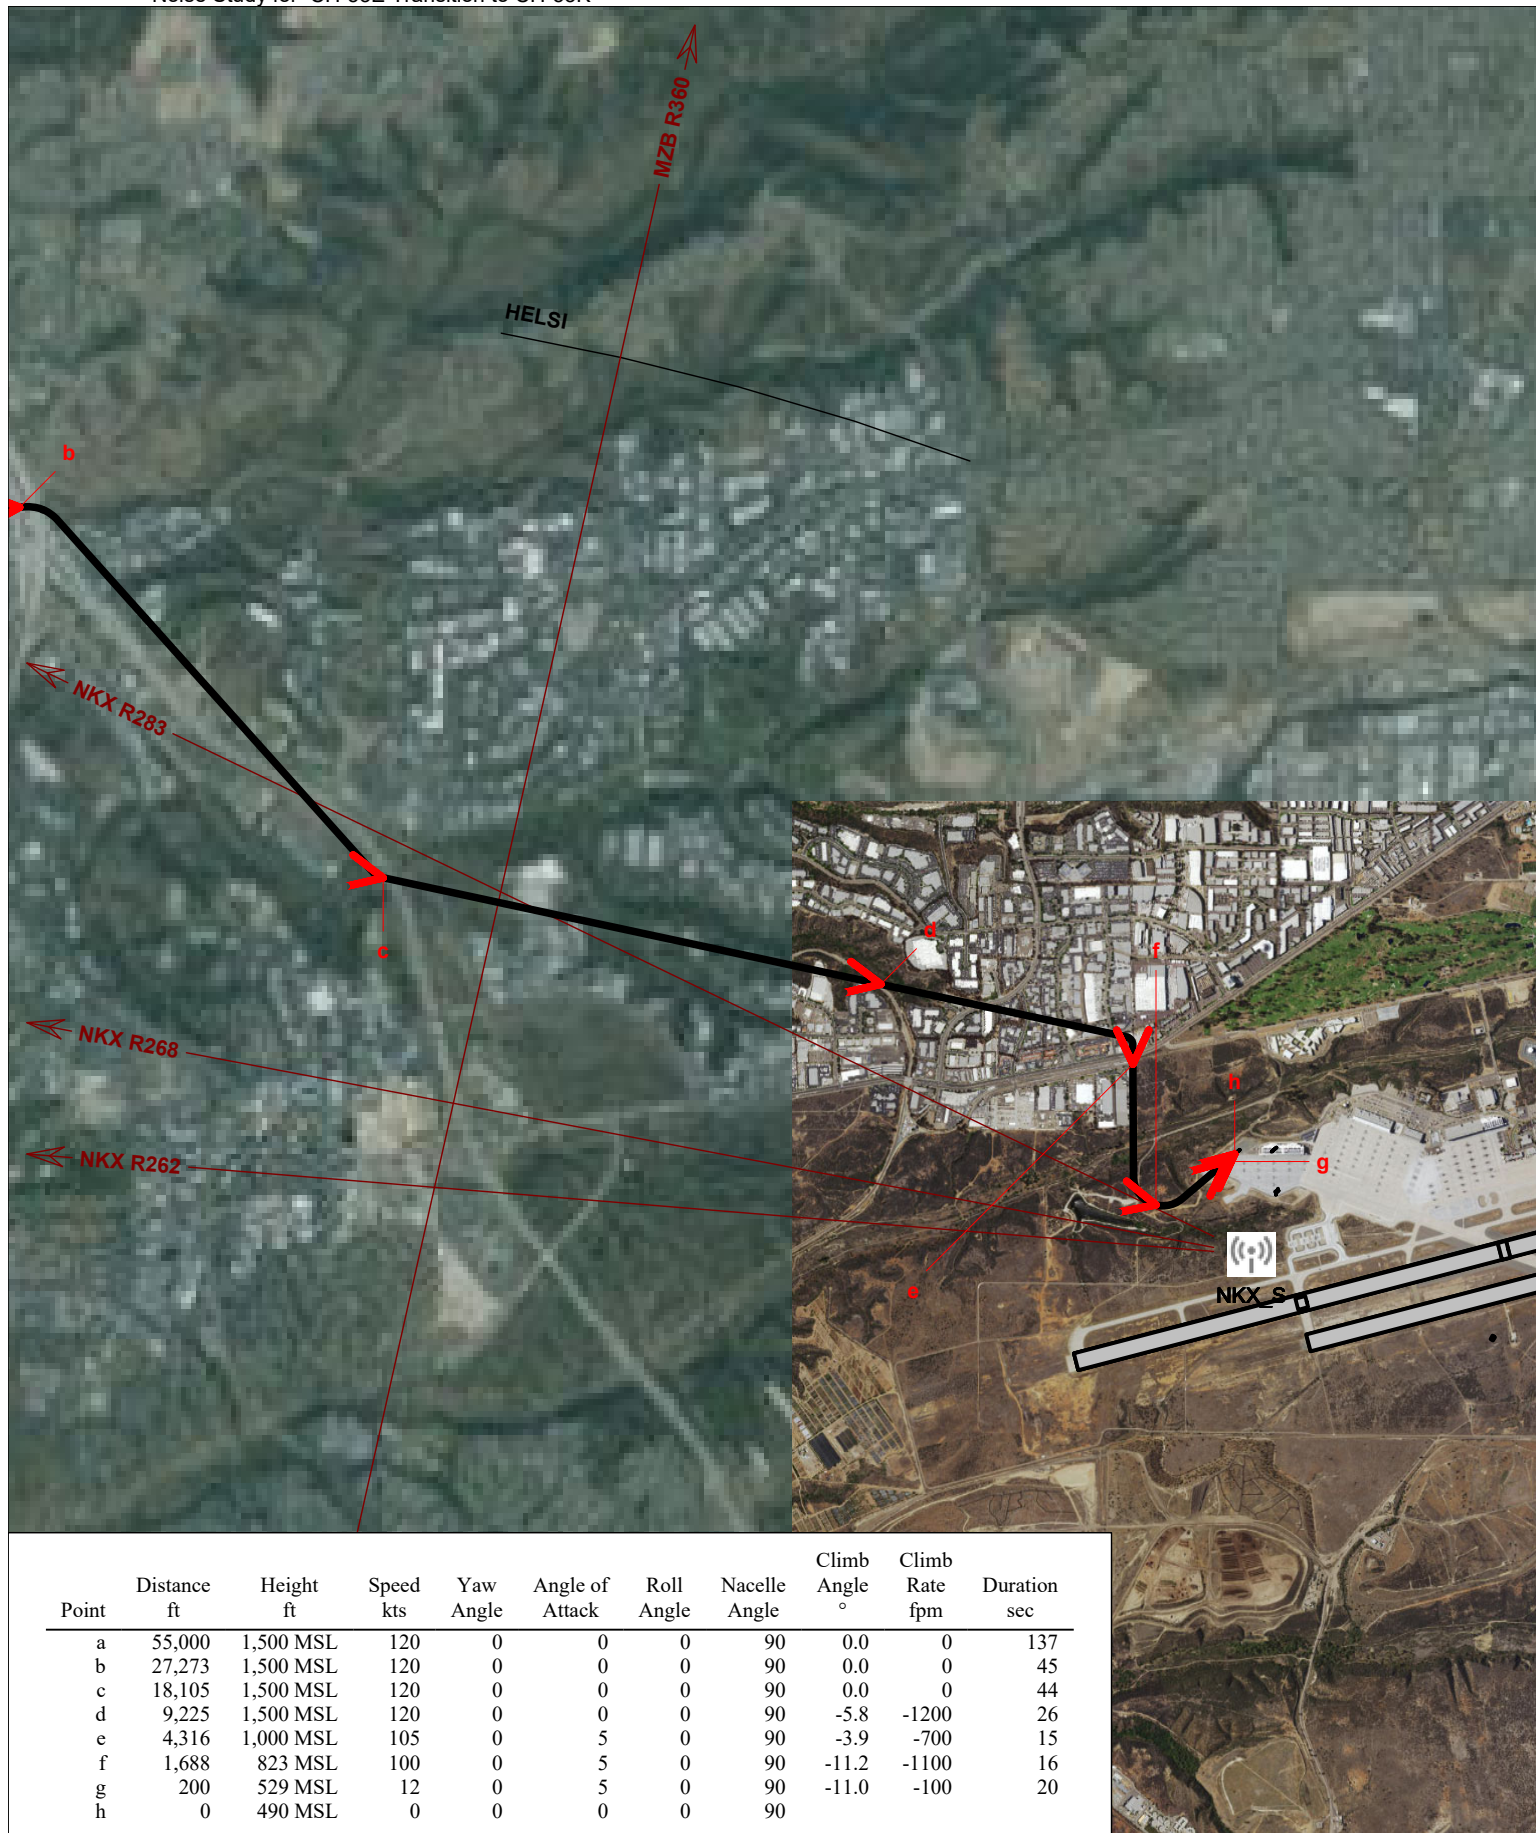 MZB R360
HELSI
b
NKX R283
c
d
f
NKX R268
h
NKX R262
g
e
NKX_S
Point Distance ft Height ft Speed kts Yaw Angle Angle of Attack Roll Angle Nacelle Angle Climb Angle ° Climb Rate fpm Duration sec
a 55,000 1,500 MSL 120 0 0 0 90 0.0 0 137
b 27,273 1,500 MSL 120 0 0 0 90 0.0 0 45
c 18,105 1,500 MSL 120 0 0 0 90 0.0 0 44
d 9,225 1,500 MSL 120 0 0 0 90 -5.8 -1200 26
e 4,316 1,000 MSL 105 0 5 0 90 -3.9 -700 15
f 1,688 823 MSL 100 0 5 0 90 -11.2 -1100 16
g 200 529 MSL 12 0 5 0 90 -11.0 -100 20
h 0 490 MSL 0 0 0 0 90